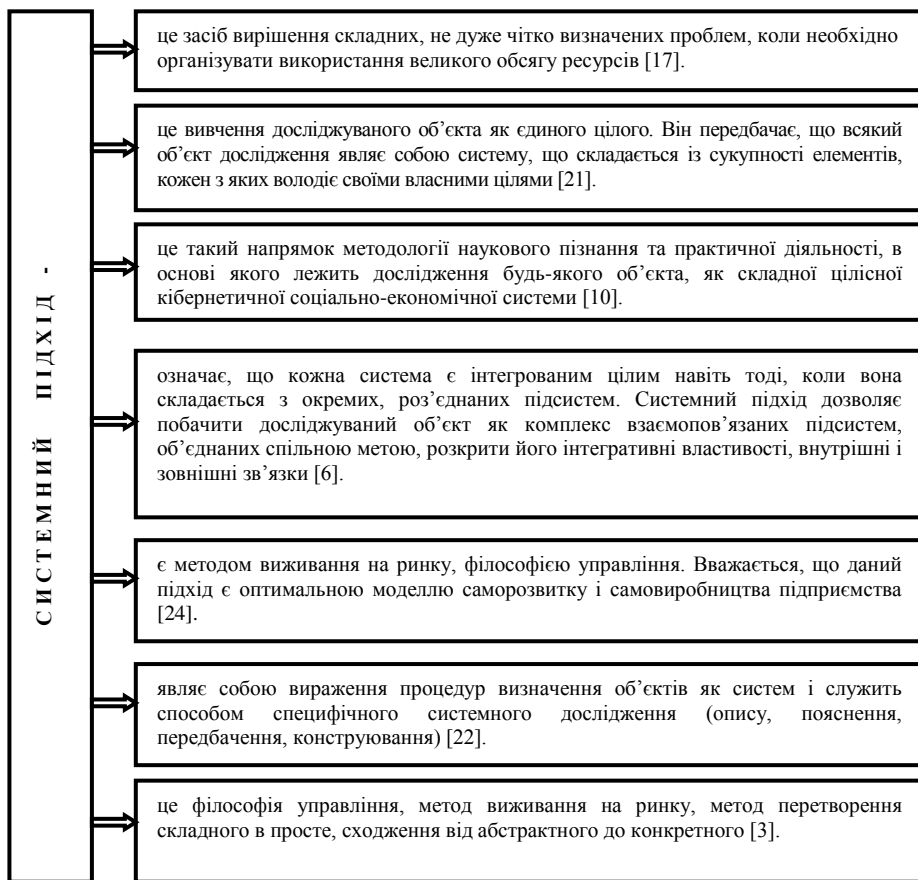 СИСТЕМНИЙ ПІДХІД -
це засіб вирішення складних, не дуже чітко визначених проблем, коли необхідно
організувати використання великого обсягу ресурсів [17].
це вивчення досліджуваного об’єкта як єдиного цілого. Він передбачає, що всякий
об’єкт дослідження являє собою систему, що складається із сукупності елементів,
кожен з яких володіє своїми власними цілями [21].
це такий напрямок методології наукового пізнання та практичної діяльності, в
основі якого лежить дослідження будь-якого об’єкта, як складної цілісної
кібернетичної соціально-економічної системи [10].
означає, що кожна система є інтегрованим цілим навіть тоді, коли вона
складається з окремих, роз’єднаних підсистем. Системний підхід дозволяє
побачити досліджуваний об’єкт як комплекс взаємопов’язаних підсистем,
об’єднаних спільною метою, розкрити його інтегративні властивості, внутрішні і
зовнішні зв’язки [6].
є методом виживання на ринку, філософією управління. Вважається, що даний
підхід є оптимальною моделлю саморозвитку і самовиробництва підприємства
[24].
являє собою вираження процедур визначення об’єктів як систем і служить
способом специфічного системного дослідження (опису, пояснення,
передбачення, конструювання) [22].
це філософія управління, метод виживання на ринку, метод перетворення
складного в просте, сходження від абстрактного до конкретного [3].